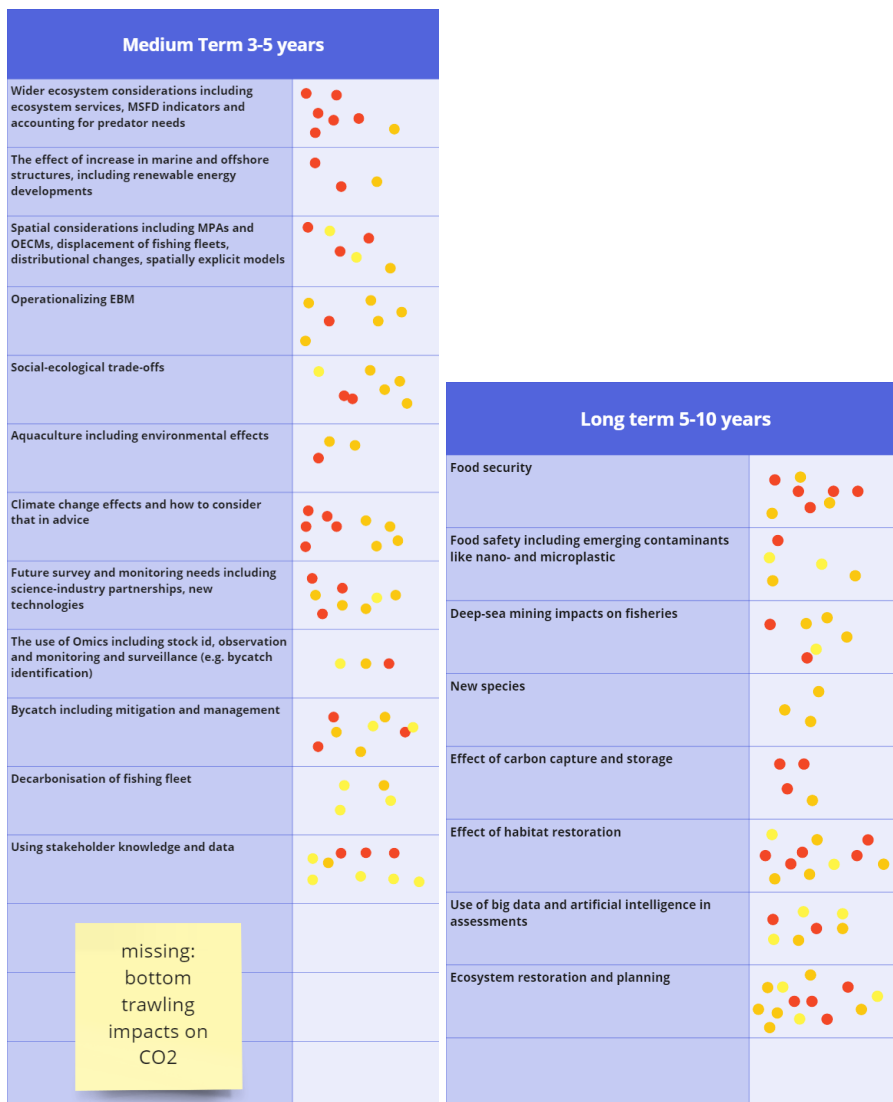 Medium Term 3-5 years
Wider ecosystem considerations including
ecosystem services, MSFD indicators and
accounting for predator needs
The effect of increase in marine and offshore
structures, including renewable energy
developments
Spatial considerations including MPAs and
OECMs, displacement of fishing fleets,
distributional changes, spatially explicit models
Operationalizing EBM
Social-ecological trade-offs
Aquaculture including environmental effects
Climate change effects and how to consider
that in advice
Future survey and monitoring needs including
science-industry partnerships, new
technologies
The use of Omics including stock id, observation
and monitoring and surveillance (e.g. bycatch
identification)
Bycatch including mitigation and management
Decarbonisation of fishing fleet
Using stakeholder knowledge and data
missing:
bottom
trawling
impacts on
CO2
Long term 5-10 years
Food security
Food safety including emerging contaminants
like nano- and microplastic
Deep-sea mining impacts on fisheries
New species
Effect of carbon capture and storage
Effect of habitat restoration
Use of big data and artificial intelligence in
assessments
Ecosystem restoration and planning